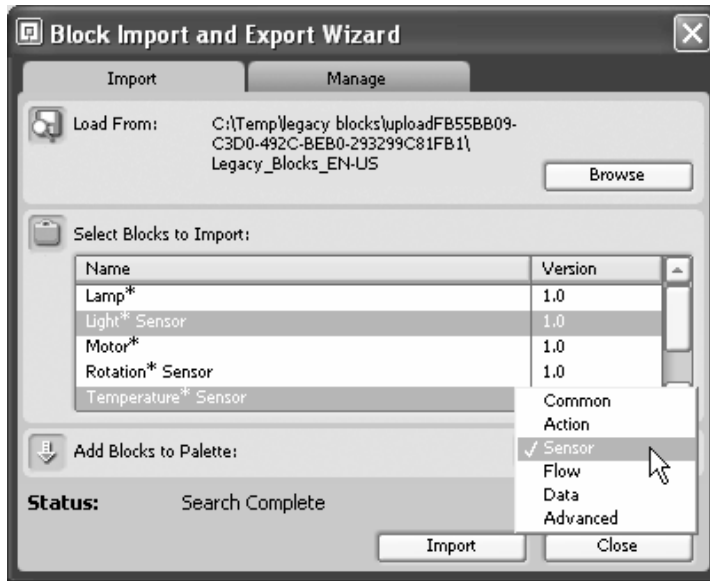 Block Import and Export Wizard
Import Manage
Load From: C:\Temp\legacy blocks\uploadFB55BB09-
C3D0-492C-BEB0-293299C81FB1\
Legacy_Blocks_EN-US
Browse
Select Blocks to Import:
Name Version
Lamp* 1.0
Light* Sensor 1.0
Motor* 1.0
Rotation* Sensor 1.0
Temperature* Sensor
Common
Action
Add Blocks to Palette: ✓ Sensor
Flow
Data
Status: Search Complete
Advanced
Import Close